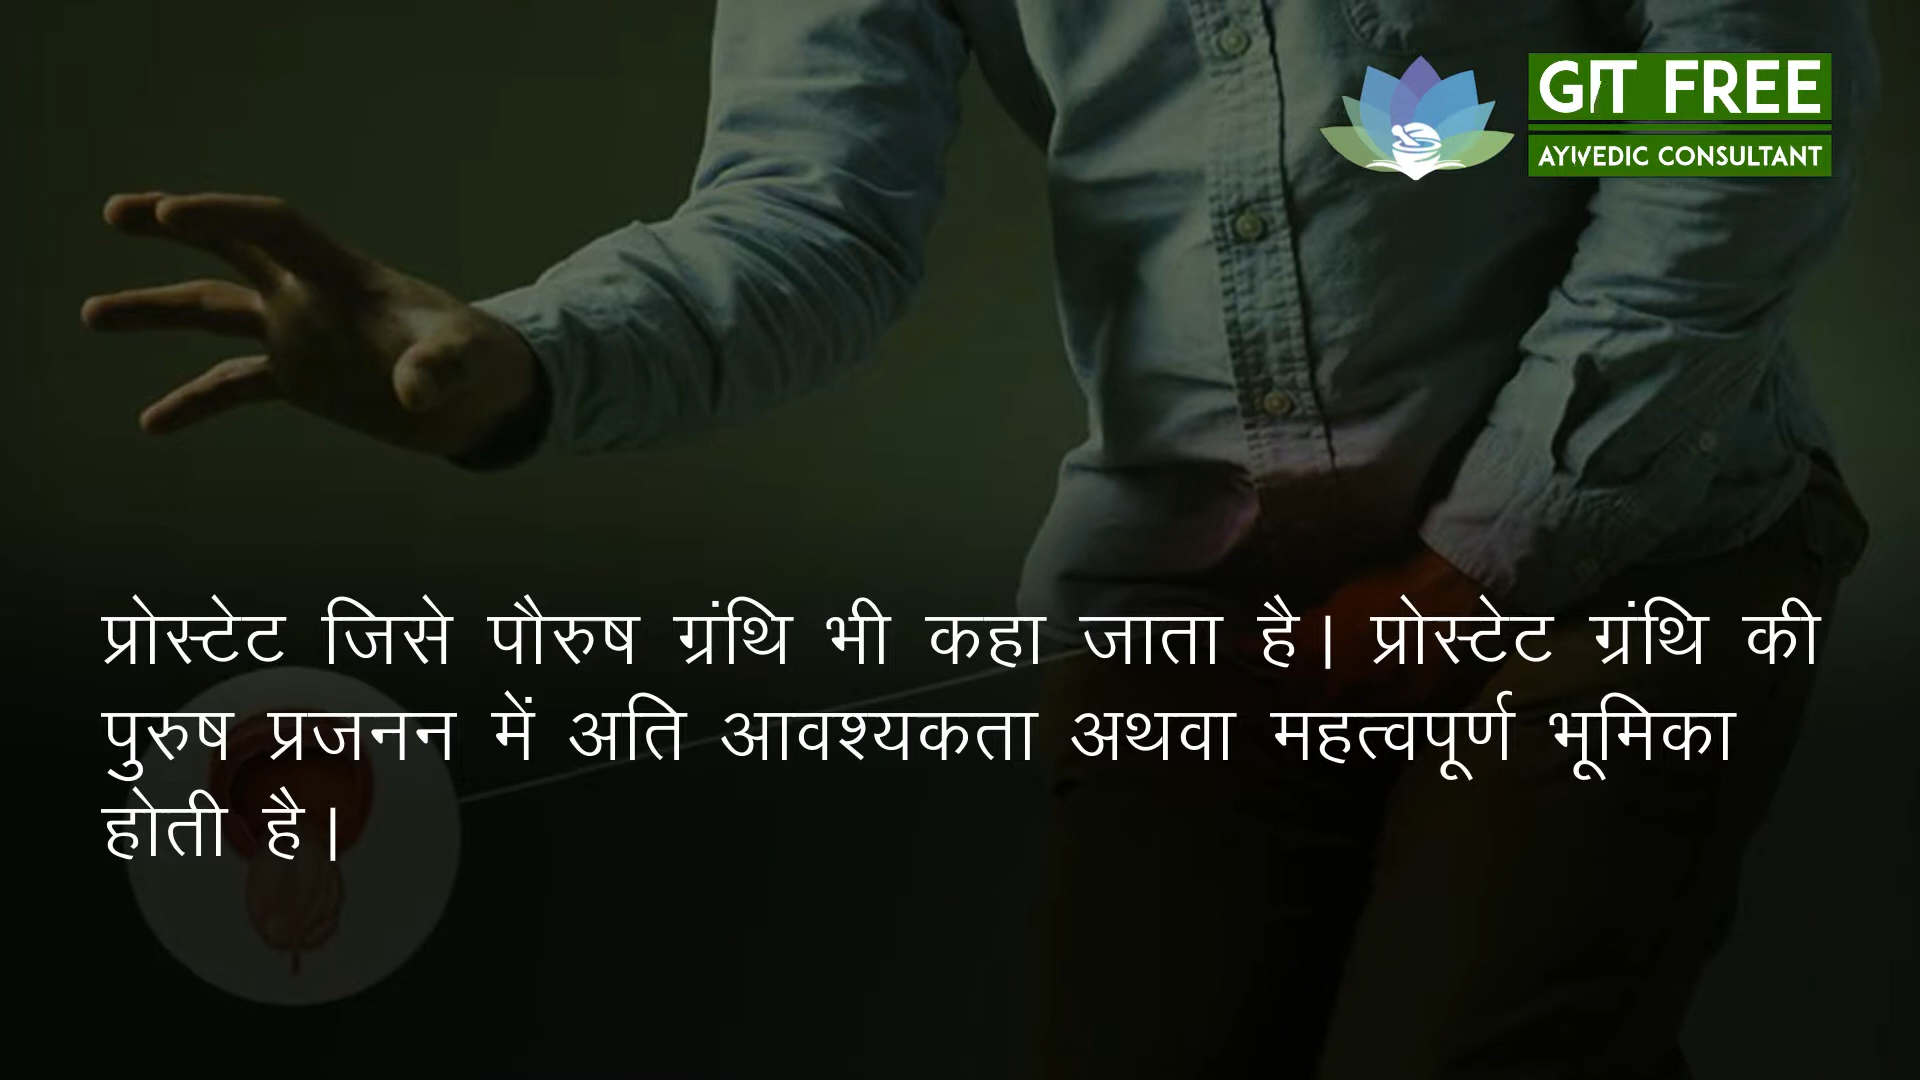 GIT FREE
AYIVEDIC CONSULTANT
प्रोस्टेट जिसे पौरुष ग्रंथि भी कहा जाता है। प्रोस्टेट ग्रंथि की
पुरुष प्रजनन में अति आवश्यकता अथवा महत्वपूर्ण भूमिका
होती है।